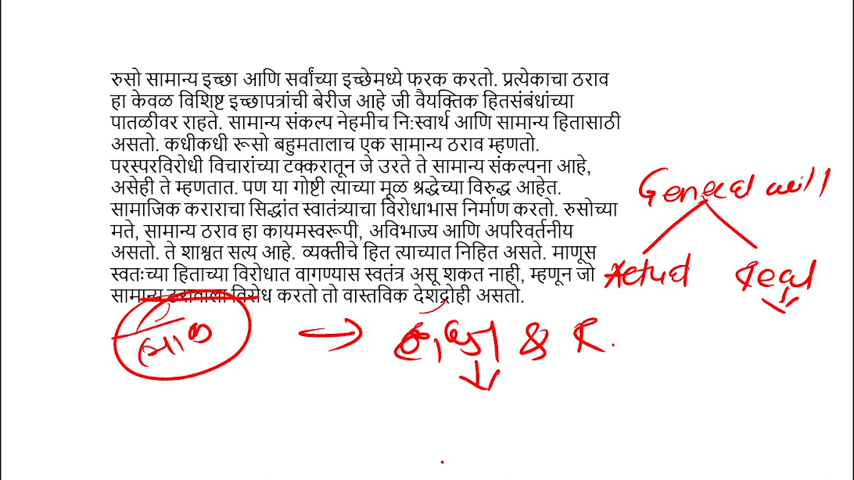 रुसो सामान्य इच्छा आणि सर्वांच्या इच्छेमध्ये फरक करतो. प्रत्येकाचा ठराव
हा केवळ विशिष्ट इच्छापत्रांची बेरीज आहे जी वैयक्तिक हितसंबंधांच्या
पातळीवर राहते. सामान्य संकल्प नेहमीच नि:स्वार्थ आणि सामान्य हितासाठी
असतो. कधीकधी रूसो बहुमतालाच एक सामान्य ठराव म्हणतो.
परस्परविरोधी विचारांच्या टक्करातून जे उरते ते सामान्य संकल्पना आहे,
असेही ते म्हणतात. पण या गोष्टी त्याच्या मूळ श्रद्धेच्या विरुद्ध आहेत.
सामाजिक कराराचा सिद्धांत स्वातंत्र्याचा विरोधाभास निर्माण करतो. रुसोच्या
मते, सामान्य ठराव हा कायमस्वरूपी, अविभाज्य आणि अपरिवर्तनीय
असतो. ते शाश्वत सत्य आहे. व्यक्तीचे हित त्याच्यात निहित असते. माणूस
स्वतःच्या हिताच्या विरोधात वागण्यास स्वतंत्र असू शकत नाही, म्हणून जो
सामान्य ठरावाला विरोध करतो तो वास्तविक देशद्रोही असतो.
General will
Actual Real
& R.